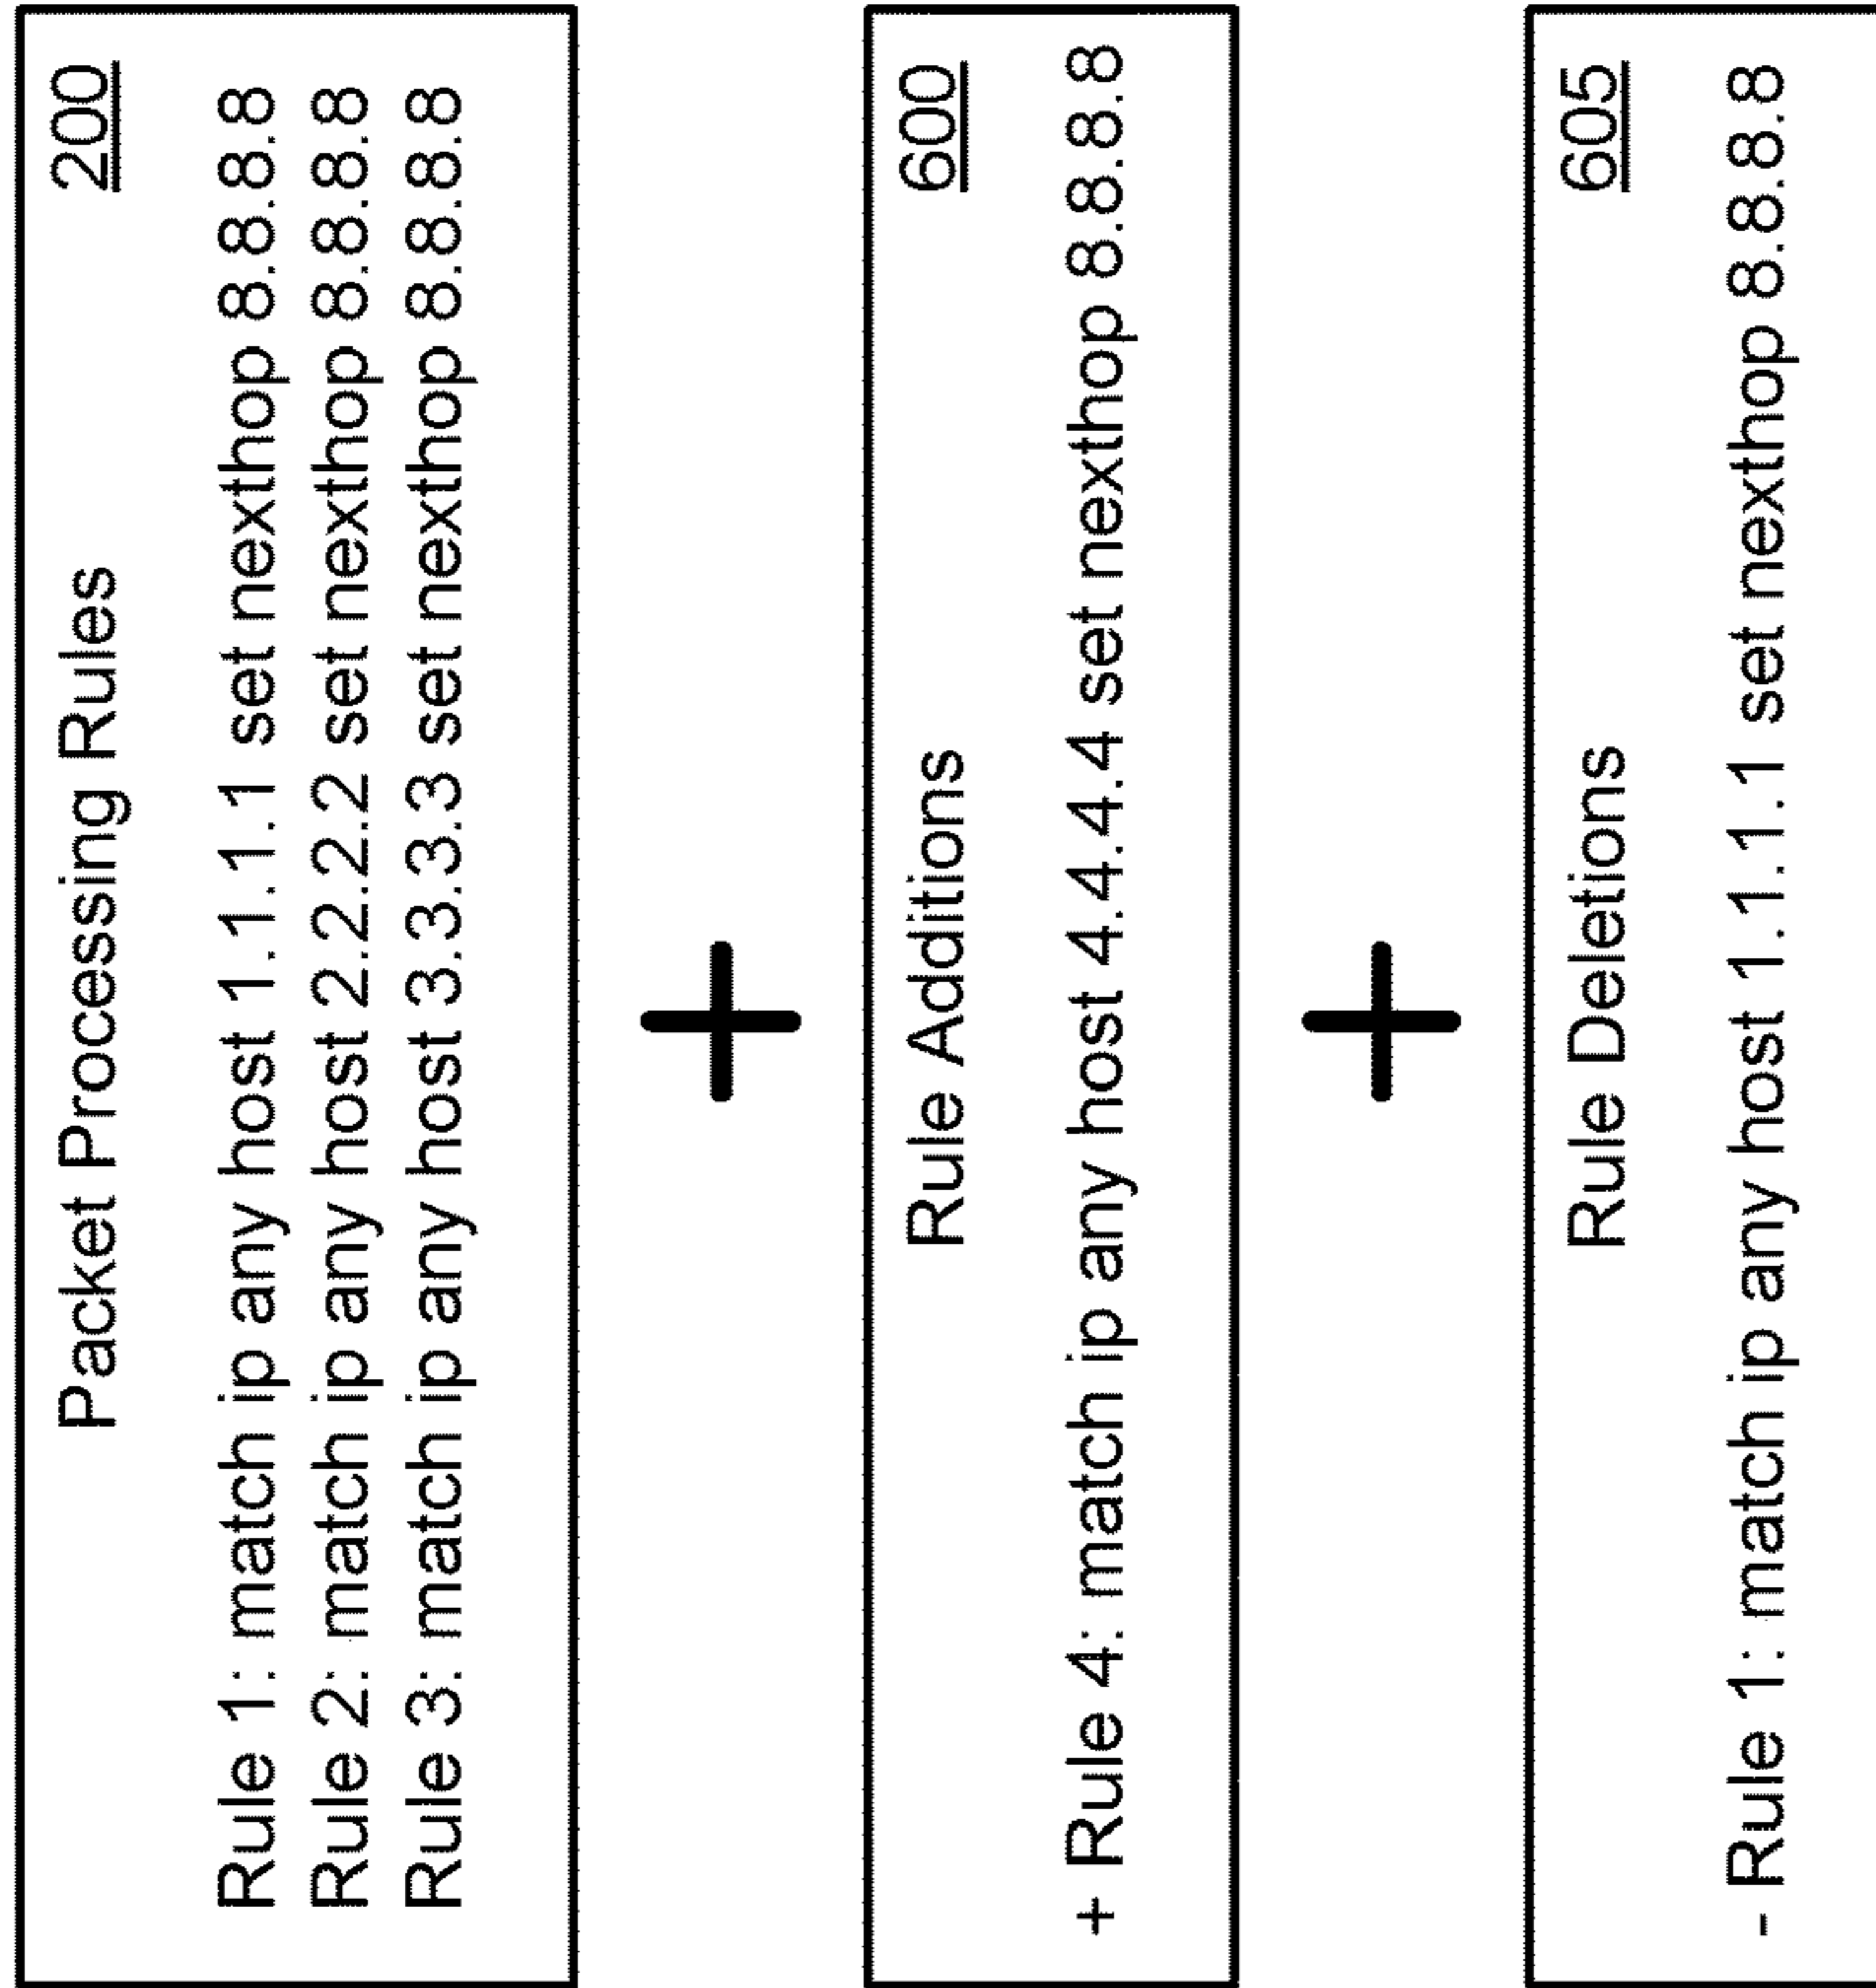 Packet Processing Rules 200
Rule 1: match ip any host 1.1.1.1 set nexthop 8.8.8.8
Rule 2: match ip any host 2.2.2.2 set nexthop 8.8.8.8
Rule 3: match ip any host 3.3.3.3 set nexthop 8.8.8.8
+
Rule Additions 600
+ Rule 4: match ip any host 4.4.4.4 set nexthop 8.8.8.8
+
Rule Deletions 605
- Rule 1: match ip any host 1.1.1.1 set nexthop 8.8.8.8